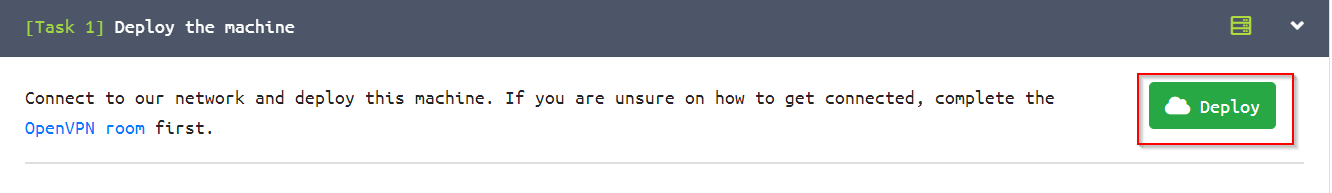 [Task 1] Deploy the machine
Connect to our network and deploy this machine. If you are unsure on how to get connected, complete the
OpenVPN room first.
Deploy